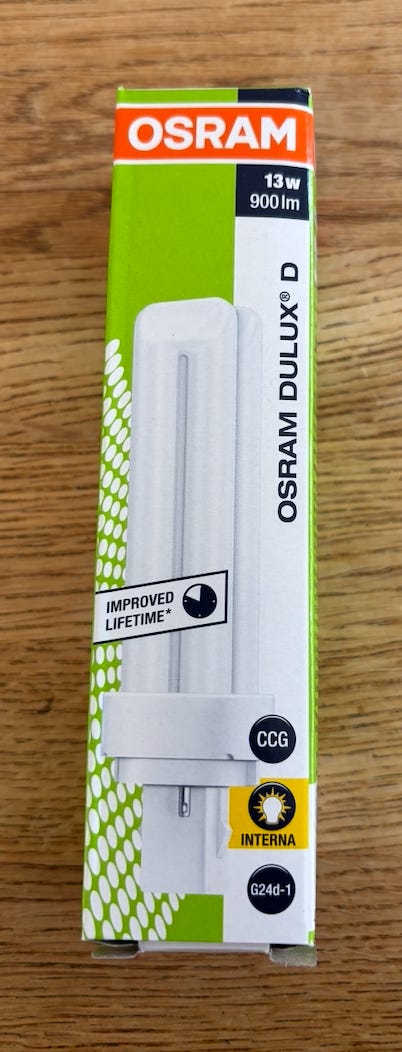 OSRAM
13w
900lm
OSRAM DULUX® D
IMPROVED
LIFETIME*
CCG
INTERNA
G24d-1